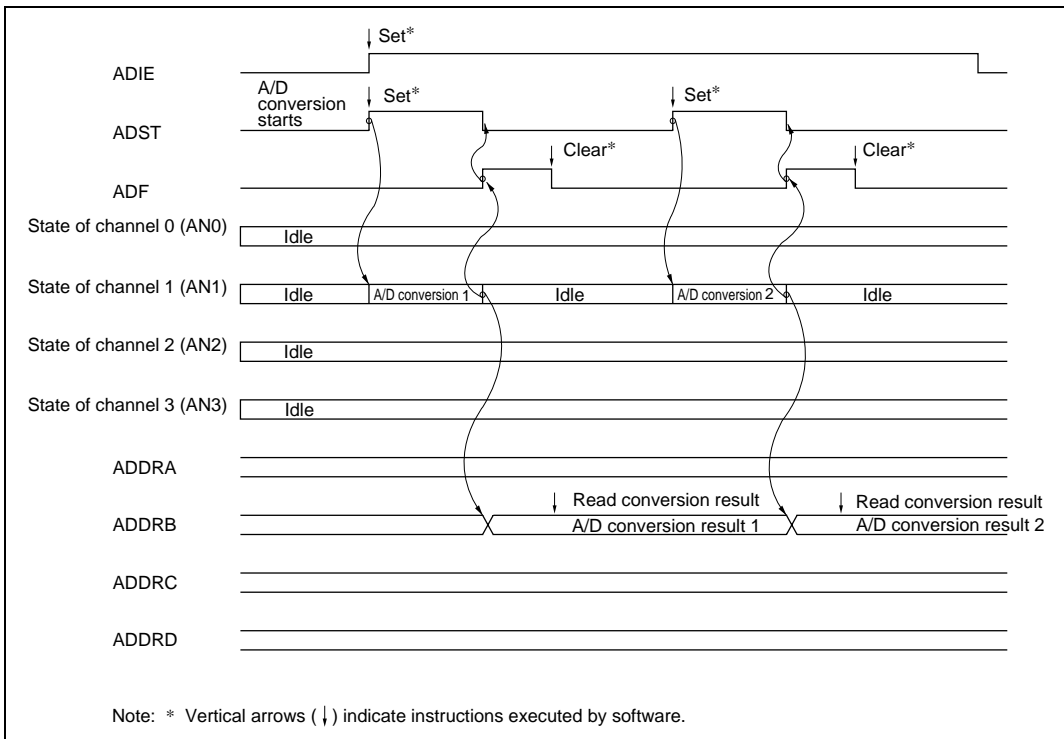 Set*
ADIE
A/D
conversion
starts
Set*
Set*
ADST
Clear*
Clear*
ADF
State of channel 0 (AN0)
Idle
State of channel 1 (AN1)
Idle
A/D conversion 1
Idle
A/D conversion 2
Idle
State of channel 2 (AN2)
Idle
State of channel 3 (AN3)
Idle
ADDRA
Read conversion result
Read conversion result
ADDRB
A/D conversion result 1
A/D conversion result 2
ADDRC
ADDRD
Note: * Vertical arrows (↓) indicate instructions executed by software.